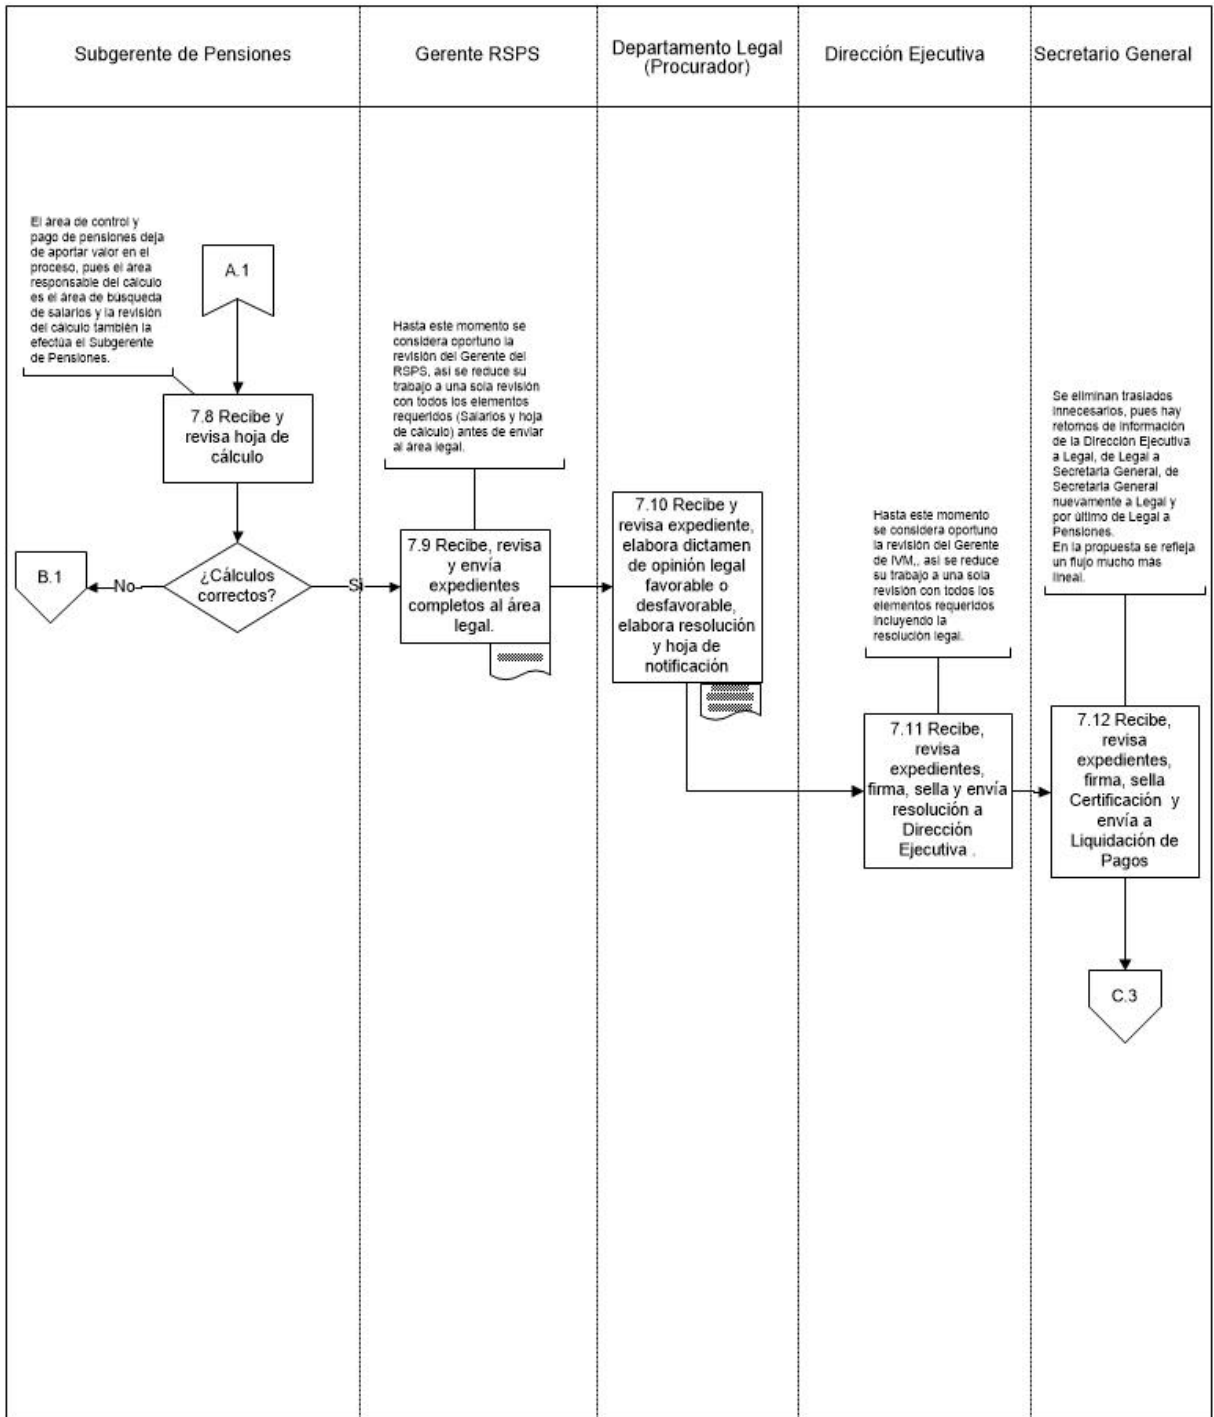 Subgerente de Pensiones
Gerente RSPS
Departamento Legal
(Procurador)
Dirección Ejecutiva
Secretario General
El área de control y
pago de pensiones deja
de aportar valor en el
proceso, pues el área
responsable del cálculo
es el área de búsqueda
de salarios y la revisión
del cálculo también la
efectúa el Subgerente
de Pensiones.
A.1
7.8 Recibe y
revisa hoja de
cálculo
¿Cálculos
correctos?
No
B.1
Si
Hasta este momento se
considera oportuno la
revisión del Gerente del
RSPS, así se reduce su
trabajo a una sola revisión
con todos los elementos
requeridos (Salarios y hoja
de cálculo) antes de enviar
al área legal.
7.9 Recibe, revisa
y envía
expedientes
completos al área
legal.
7.10 Recibe y
revisa expediente,
elabora dictamen
de opinión legal
favorable o
desfavorable,
elabora resolución
y hoja de
notificación
Hasta este momento
se considera oportuno
la revisión del Gerente
de IVM,, así se reduce
su trabajo a una sola
revisión con todos los
elementos requeridos
incluyendo la
resolución legal.
7.11 Recibe,
revisa
expedientes,
firma, sella y envía
resolución a
Dirección
Ejecutiva .
Se eliminan traslados
innecesarios, pues hay
retornos de información
de la Dirección Ejecutiva
a Legal, de Legal a
Secretaria General, de
Secretaria General
nuevamente a Legal y
por último de Legal a
Pensiones.
En la propuesta se refleja
un flujo mucho más
lineal.
7.12 Recibe,
revisa
expedientes,
firma, sella
Certificación y
envía a
Liquidación de
Pagos
C.3